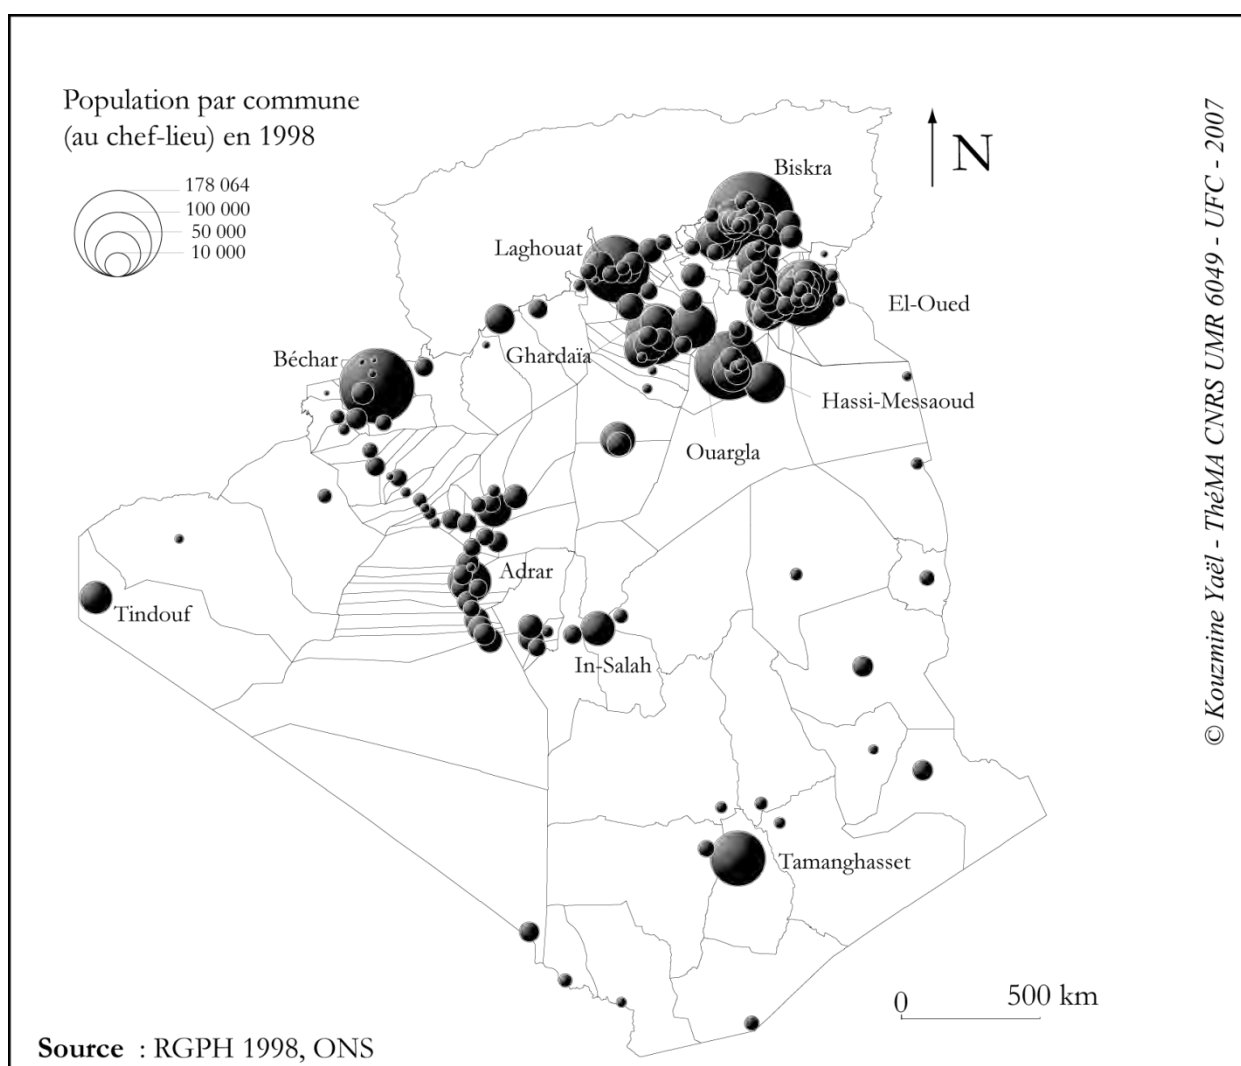 Population par commune
(au chef-lieu) en 1998
178 064
100 000
50 000
10 000
N
Biskra
Laghouat
El-Oued
Ghardaïa
Béchar
Hassi-Messaoud
Ouargla
Adrar
Tindouf
In-Salah
Tamanghasset
0 500 km
Source : RGPH 1998, ONS
© Kouzmine Yaël - ThéMA CNRS UMR 6049 - UFC - 2007